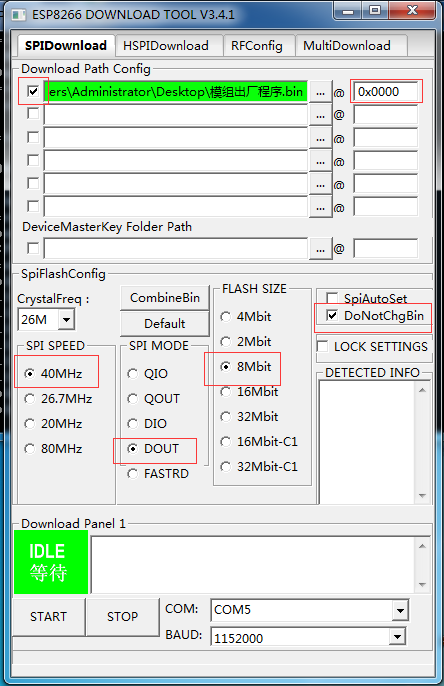 ESP8266 DOWNLOAD TOOL V3.4.1
SPIDownload HSPIDownload RFConfig MultiDownload
Download Path Config
ers\Administrator\Desktop\模组出厂程序.bin ... @ 0x0000
... @
... @
... @
... @
... @
DeviceMasterKey Folder Path
... @
SpiFlashConfig
CrystalFreq :
26M
CombineBin
Default
SPI SPEED
40MHz
26.7MHz
20MHz
80MHz
SPI MODE
QIO
QOUT
DIO
DOUT
FASTRD
FLASH SIZE
4Mbit
2Mbit
8Mbit
16Mbit
32Mbit
16Mbit-C1
32Mbit-C1
SpiAutoSet
DoNotChgBin
LOCK SETTINGS
DETECTED INFO
Download Panel 1
IDLE
等待
START STOP
COM: COM5
BAUD: 1152000